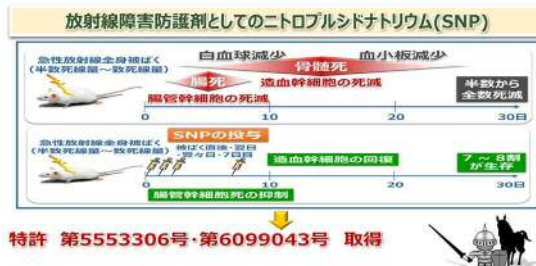 放射線障害防護剤としてのニトロプルシドナトリウム(SNP)
急性放射線全身被ばく
(半数死線量～致死線量)
白血球減少
血小板減少
骨髄死
腸死
造血幹細胞の死滅
腸管幹細胞の死滅
半数から
全数死滅
0
10
20
30日
急性放射線全身被ばく
(半数死線量～致死線量)
SNPの投与
被ばく直後・翌日
・翌々日・7日目
造血幹細胞の回復
7～8割
が生存
0
10
20
30日
腸管幹細胞死の抑制
特許 第5553306号・第6099043号 取得